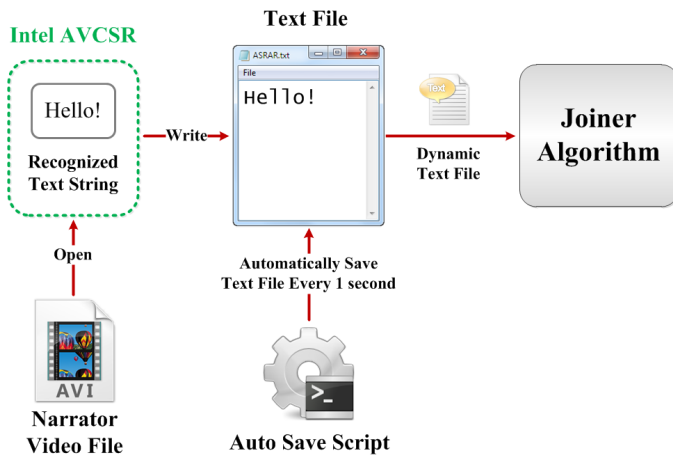 Text File
Intel AVCSR
ASRAR.txt
File
Hello!
Hello!
Recognized
Text String
Write
Text
Dynamic
Text File
Joiner
Algorithm
Open
Automatically Save
Text File Every 1 second
AVI
>_
Narrator
Video File
Auto Save Script